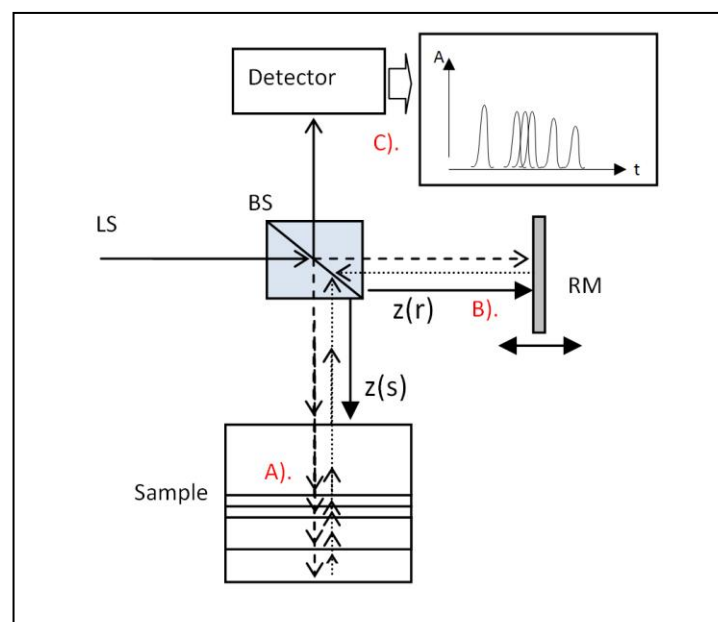 Detector
A
C).
t
BS
LS
z(r)
B).
RM
z(s)
A).
Sample